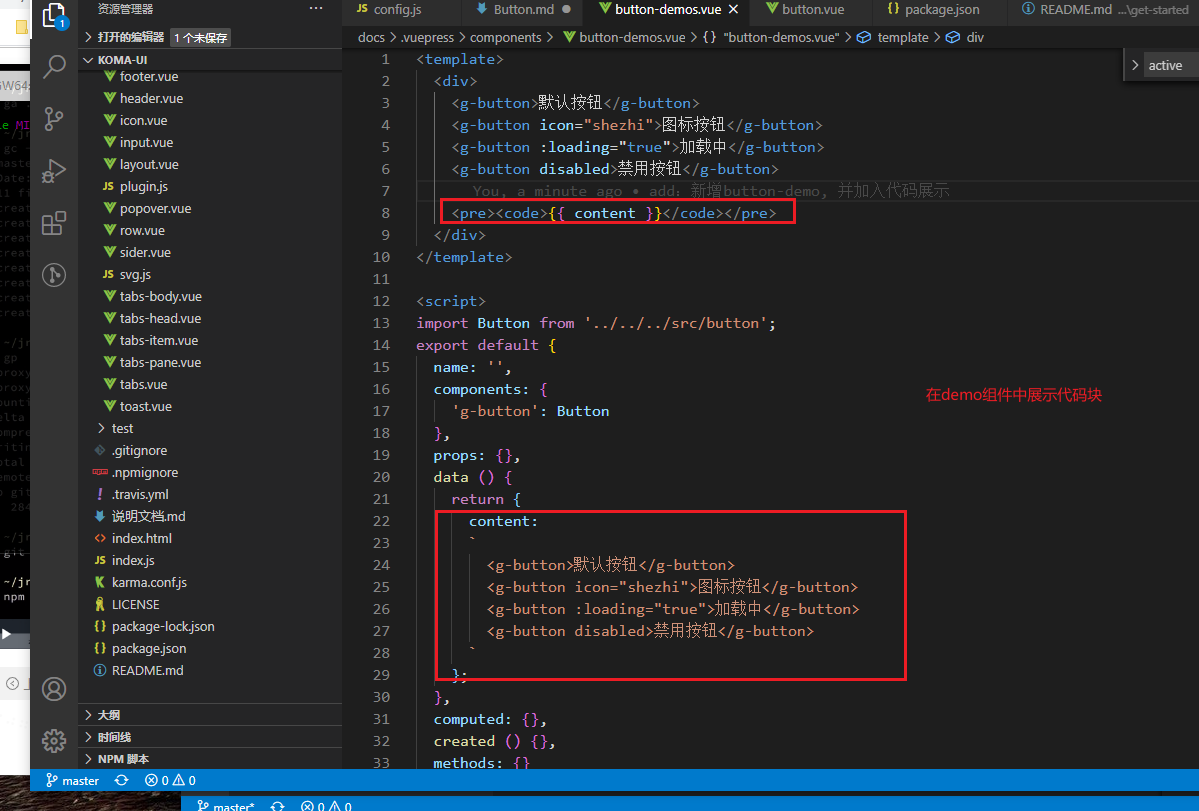 资源管理器
···
config.js
Button.md
button-demos.vue
button.vue
package.json
README.md ...\get-started
打开的编辑器 1 个未保存
docs > .vuepress > components > button-demos.vue > {} "button-demos.vue" > template > div
KOMA-UI
active
footer.vue
header.vue
icon.vue
input.vue
layout.vue
plugin.js
popover.vue
row.vue
sider.vue
svg.js
tabs-body.vue
tabs-head.vue
tabs-item.vue
tabs-pane.vue
tabs.vue
toast.vue
test
.gitignore
.npmignore
.travis.yml
说明文档.md
index.html
index.js
karma.conf.js
LICENSE
package-lock.json
package.json
README.md
大纲
时间线
NPM 脚本
1 <template>
2 <div>
3 <g-button>默认按钮</g-button>
4 <g-button icon="shezhi">图标按钮</g-button>
5 <g-button :loading="true">加载中</g-button>
6 <g-button disabled>禁用按钮</g-button>
7 You, a minute ago • add：新增button-demo, 并加入代码展示
8 <pre><code>{{ content }}</code></pre>
9 </div>
10 </template>
11
12 <script>
13 import Button from '../../../src/button';
14 export default {
15 name: '',
16 components: {
17 'g-button': Button
18 },
19 props: {},
20 data () {
21 return {
22 content:
23 `
24 <g-button>默认按钮</g-button>
25 <g-button icon="shezhi">图标按钮</g-button>
26 <g-button :loading="true">加载中</g-button>
27 <g-button disabled>禁用按钮</g-button>
28 `
29 };
30 },
31 computed: {},
32 created () {},
33 methods: {}
在demo组件中展示代码块
master 0 0
master* 0 0